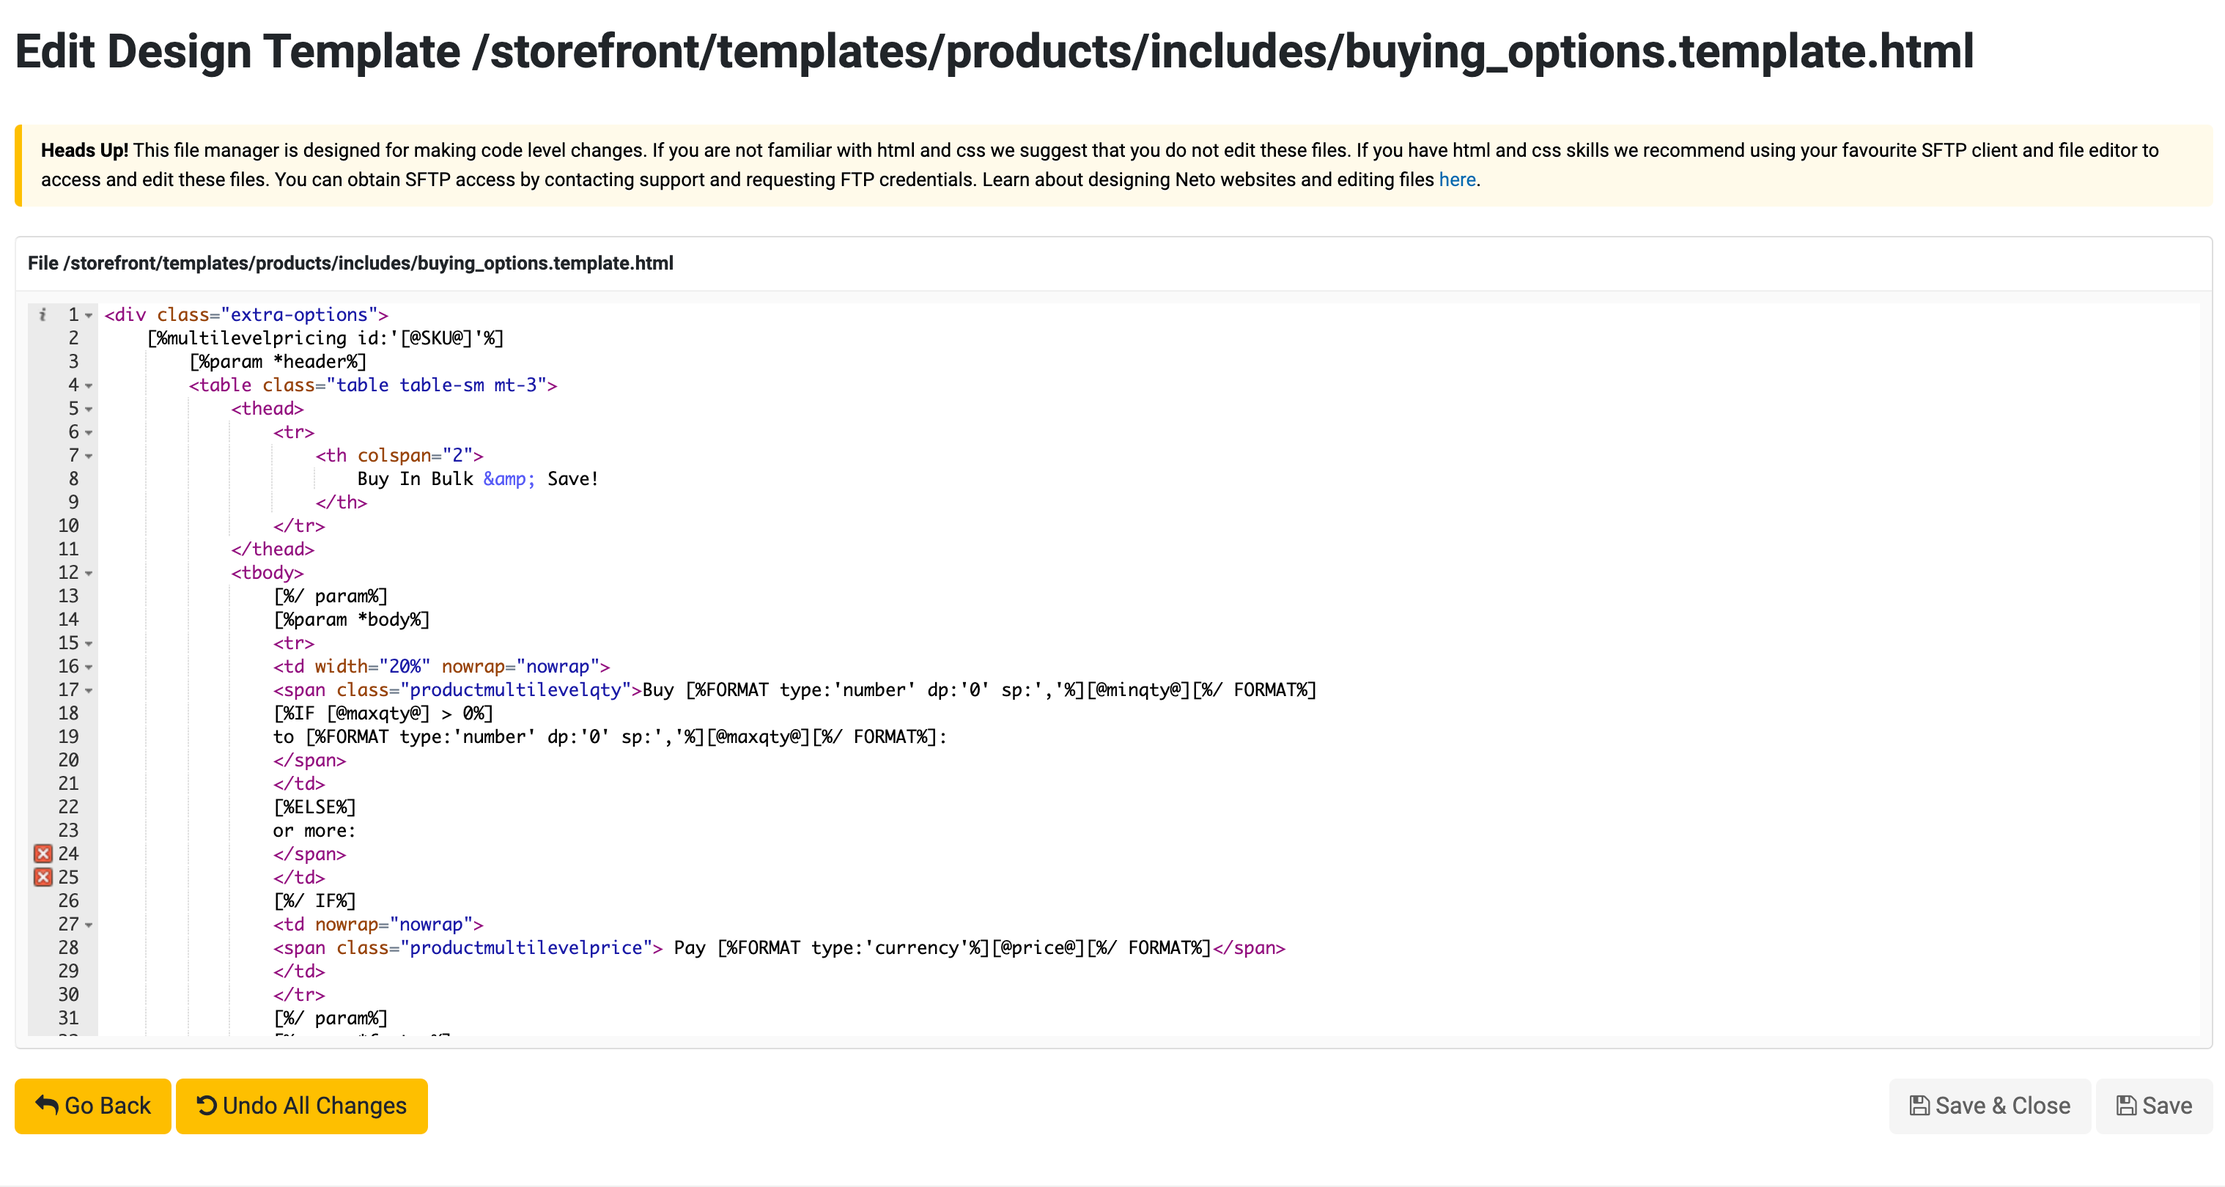 Edit Design Template /storefront/templates/products/includes/buying_options.template.html
Heads Up! This file manager is designed for making code level changes. If you are not familiar with html and css we suggest that you do not edit these files. If you have html and css skills we recommend using your favourite SFTP client and file editor to
access and edit these files. You can obtain SFTP access by contacting support and requesting FTP credentials. Learn about designing Neto websites and editing files here.
File /storefront/templates/products/includes/buying_options.template.html
1 <div class="extra-options">
2 [%multilevelpricing id:'[@SKU@]'%]
3 [%param *header%]
4 <table class="table table-sm mt-3">
5 <thead>
6 <tr>
7 <th colspan="2">
8 Buy In Bulk &amp; Save!
9 </th>
10 </tr>
11 </thead>
12 <tbody>
13 [%/ param%]
14 [%param *body%]
15 <tr>
16 <td width="20%" nowrap="nowrap">
17 <span class="productmultilevelqty">Buy [%FORMAT type:'number' dp:'0' sp:','%][@minqty@][%/ FORMAT%]
18 [%IF [@maxqty@] > 0%]
19 to [%FORMAT type:'number' dp:'0' sp:','%][@maxqty@][%/ FORMAT%]:
20 </span>
21 </td>
22 [%ELSE%]
23 or more:
24 </span>
25 </td>
26 [%/ IF%]
27 <td nowrap="nowrap">
28 <span class="productmultilevelprice"> Pay [%FORMAT type:'currency'%][@price@][%/ FORMAT%]</span>
29 </td>
30 </tr>
31 [%/ param%]
Go Back
Undo All Changes
Save & Close
Save